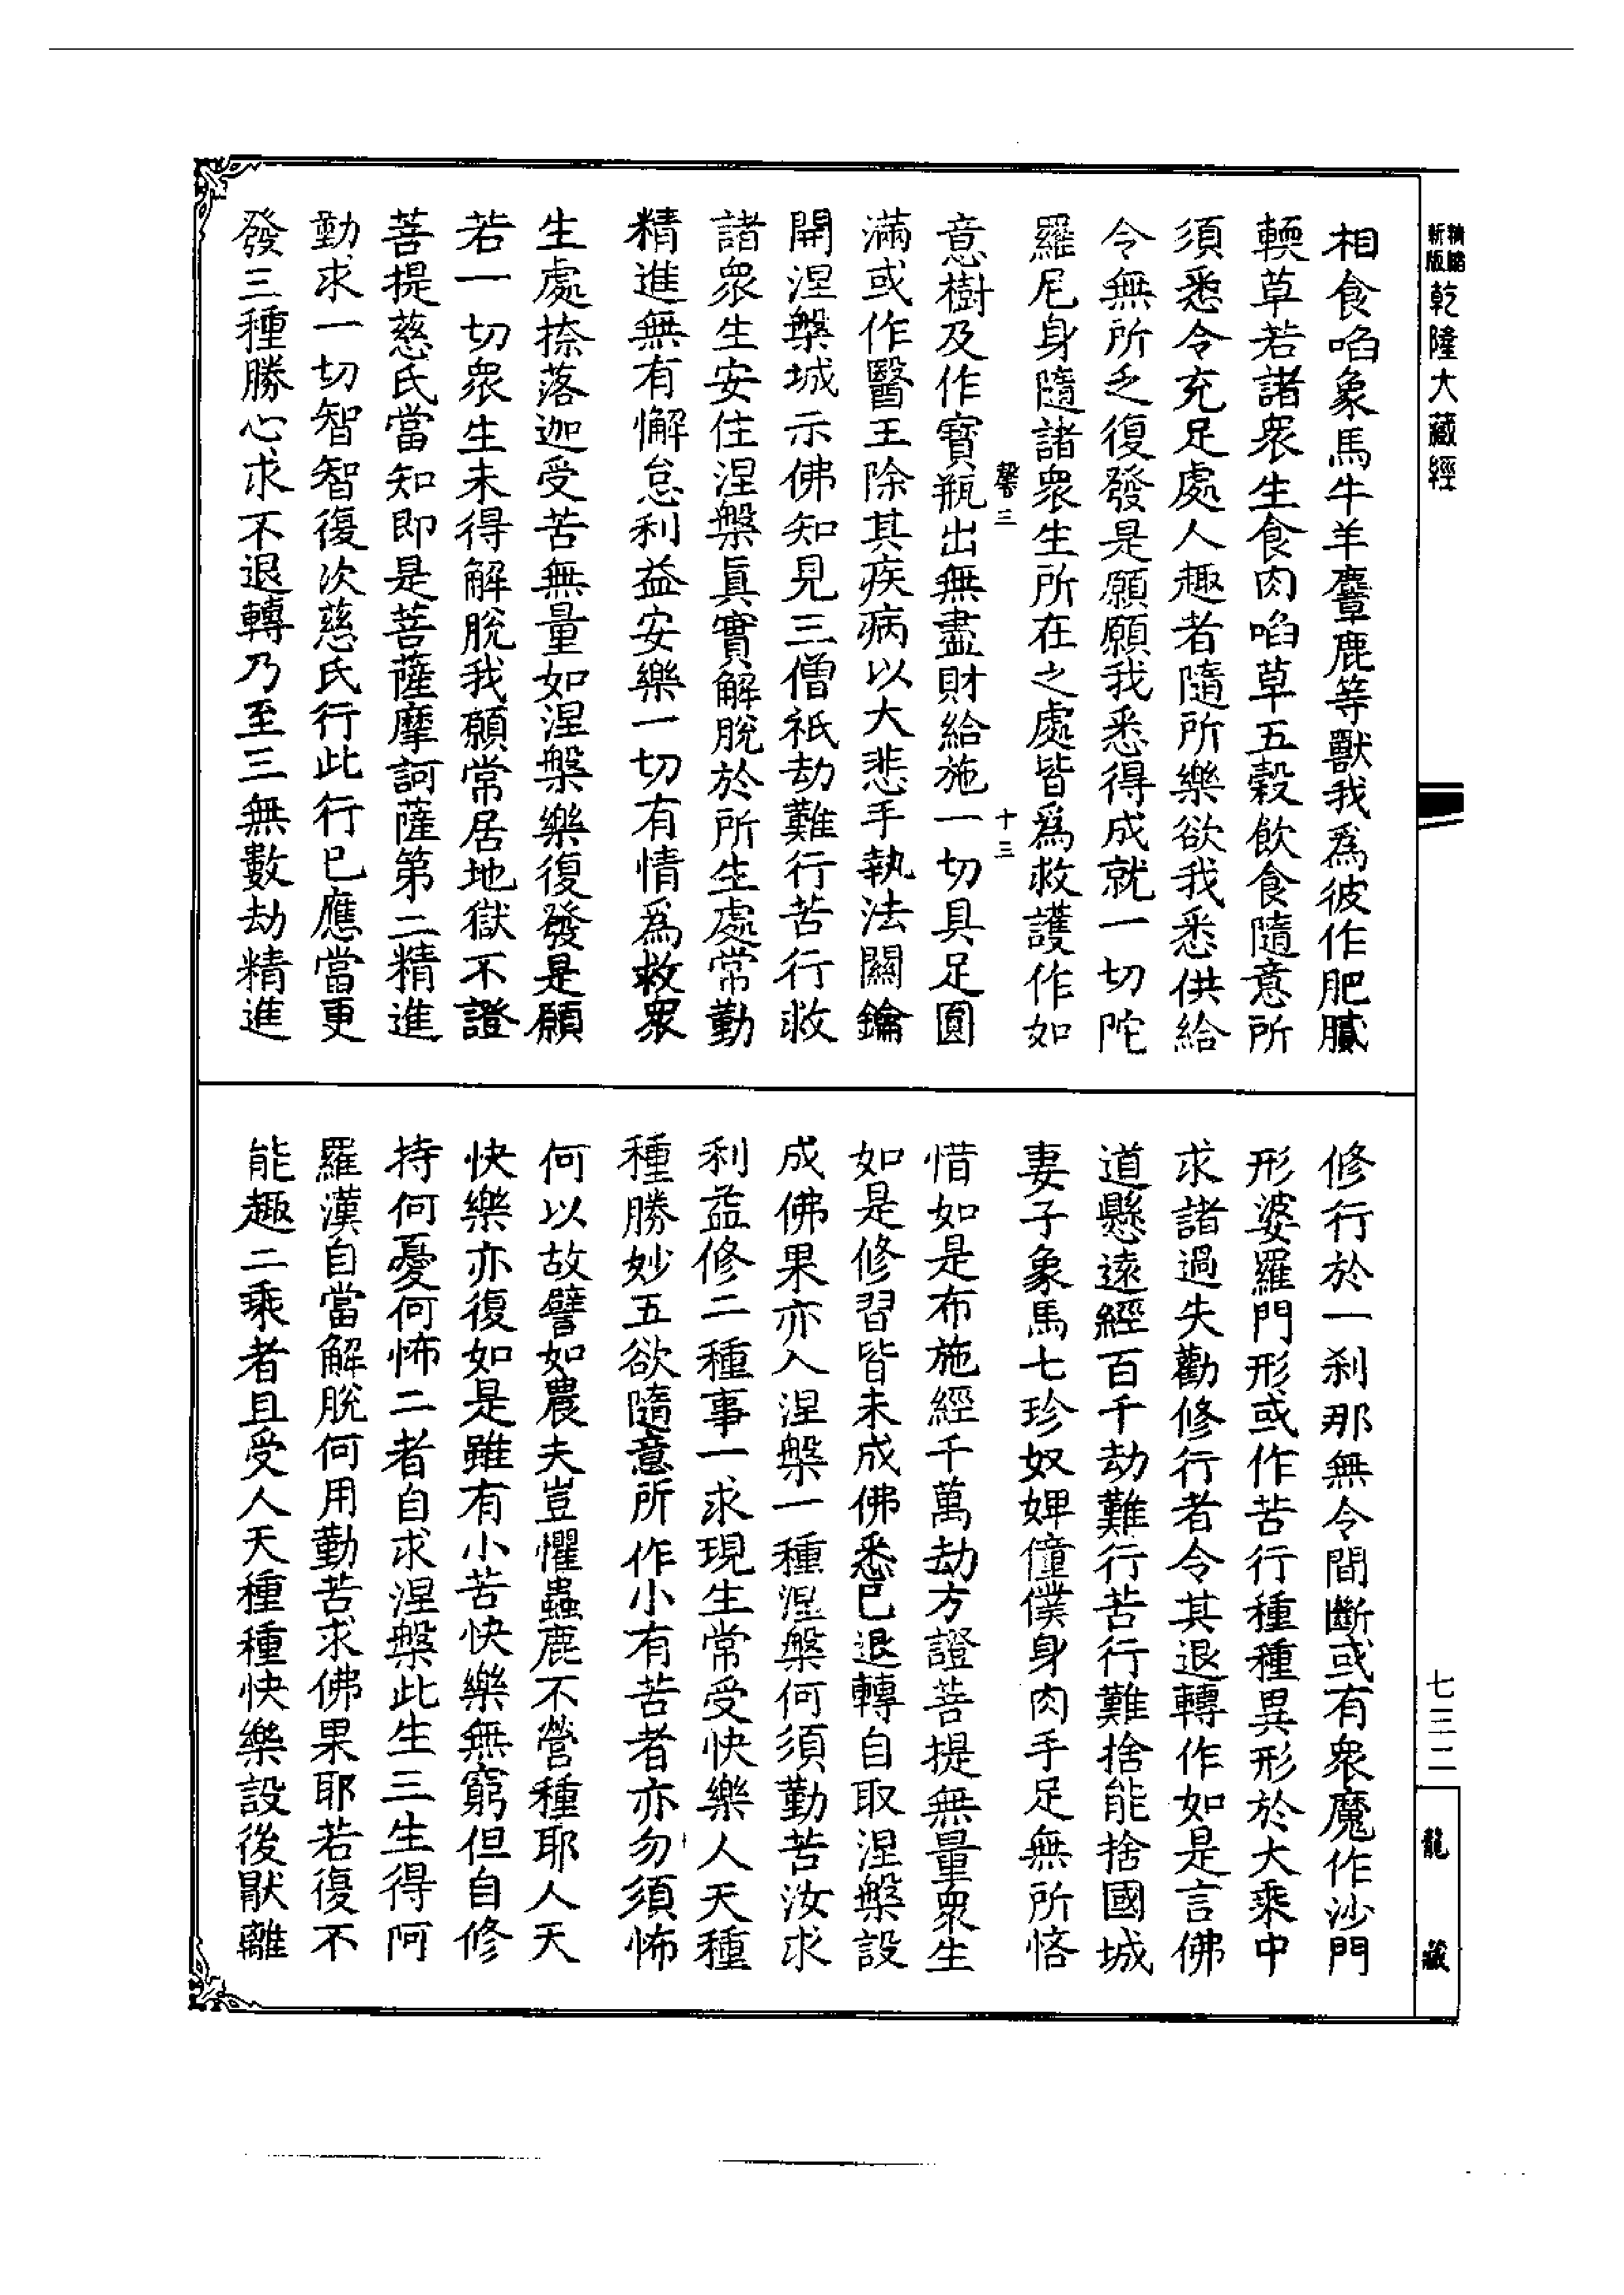 精縮
新版
乾隆大藏經
相食啗象馬牛羊麞鹿等獸我爲彼作肥膩
輭草若諸衆生食肉啗草五穀飲食隨意所
須悉令充足處人趣者隨所樂欲我悉供給
令無所乏復發是願願我悉得成就一切陀
羅尼身隨諸衆生所在之處皆爲救護作如
馨三 十三
意樹及作寶瓶出無盡財給施一切具足圓
滿或作醫王除其疾病以大悲手執法關鑰
開涅槃城示佛知見三僧祇劫難行苦行救
諸衆生安住涅槃眞實解脫於所生處常勤
精進無有懈怠利益安樂一切有情爲救衆
生處捺落迦受苦無量如涅槃樂復發是願
若一切衆生未得解脫我願常居地獄不證
菩提慈氏當知即是菩薩摩訶薩第二精進
勤求一切智智復次慈氏行此行已應當更
發三種勝心求不退轉乃至三無數劫精進
修行於一刹那無令間斷或有衆魔作沙門
形婆羅門形或作苦行種種異形於大乘中
求諸過失勸修行者令其退轉作如是言佛
道懸遠經百千劫難行苦行難捨能捨國城
妻子象馬七珍奴婢僮僕身肉手足無所悋
惜如是布施經千萬劫方證菩提無量衆生
如是修習皆未成佛悉已退轉自取涅槃設
成佛果亦入涅槃一種涅槃何須勤苦汝求
利益修二種事一求現生常受快樂人天種
種勝妙五欲隨意所作小有苦者亦勿須怖
何以故譬如農夫豈懼蟲鹿不營種耶人天
快樂亦復如是雖有小苦快樂無窮但自修
持何憂何怖二者自求涅槃此生三生得阿
羅漢自當解脫何用勤苦求佛果耶若復不
能趣二乘者且受人天種種快樂設後猒離
七三二
龍藏